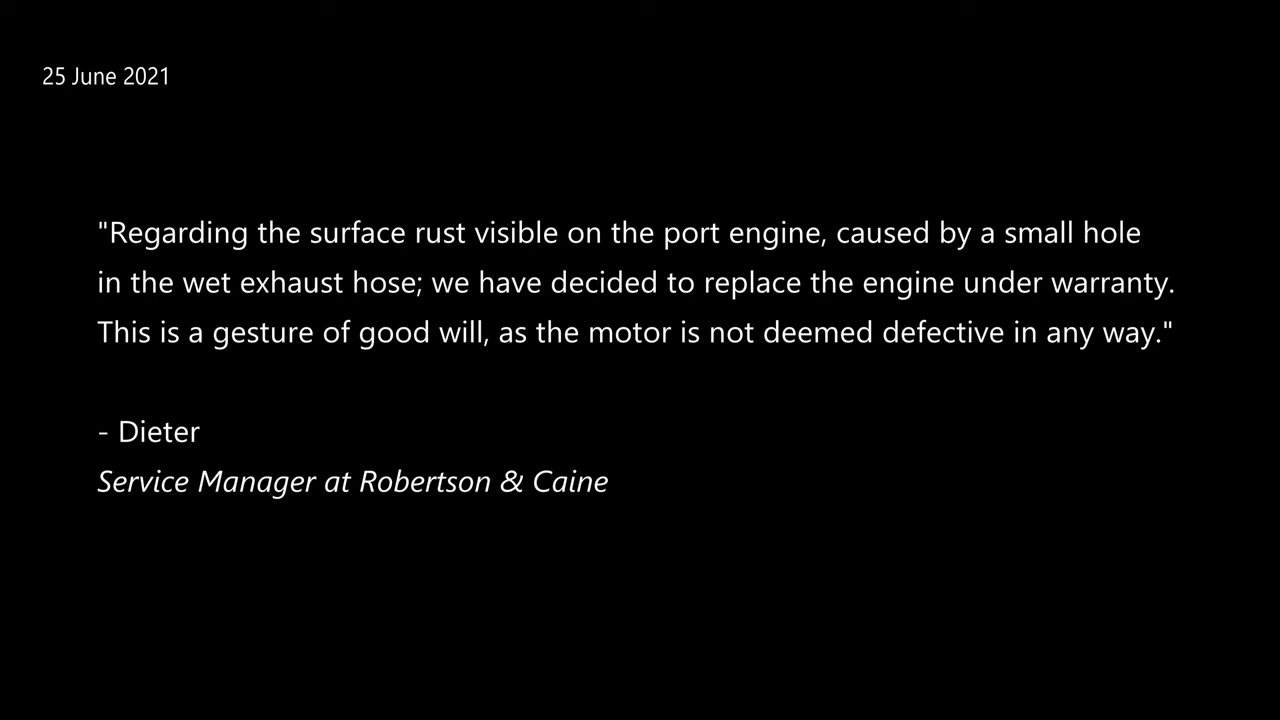 25 June 2021
"Regarding the surface rust visible on the port engine, caused by a small hole
in the wet exhaust hose; we have decided to replace the engine under warranty.
This is a gesture of good will, as the motor is not deemed defective in any way."
- Dieter
Service Manager at Robertson & Caine